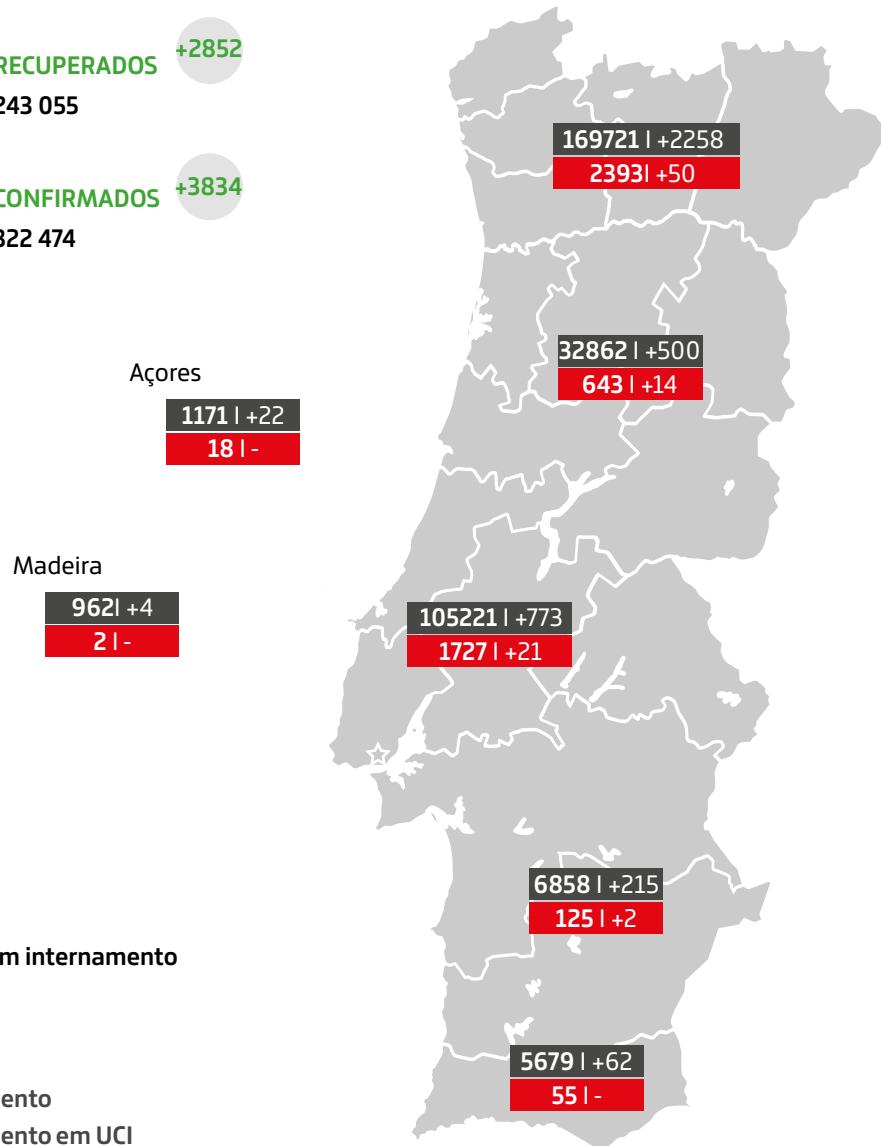 +2852
RECUPERADOS
243 055
+3834
CONFIRMADOS
322 474
169721 | +2258
2393| +50
32862 | +500
643 | +14
Açores
1171 | +22
18 | -
Madeira
962| +4
2 | -
105221 | +773
1727 | +21
6858 | +215
125 | +2
m internamento
5679 | +62
55 | -
ento
ento em UCI